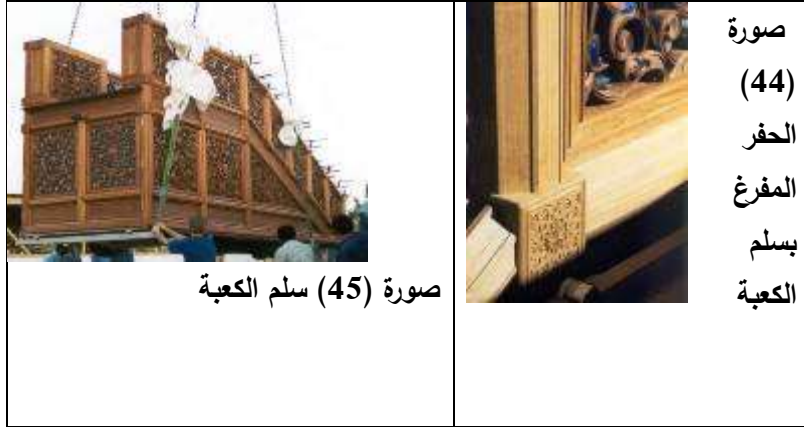 صورة
(44)
الحفر
المفرغ
بسلم
الكعبة
صورة (45) سلم الكعبة